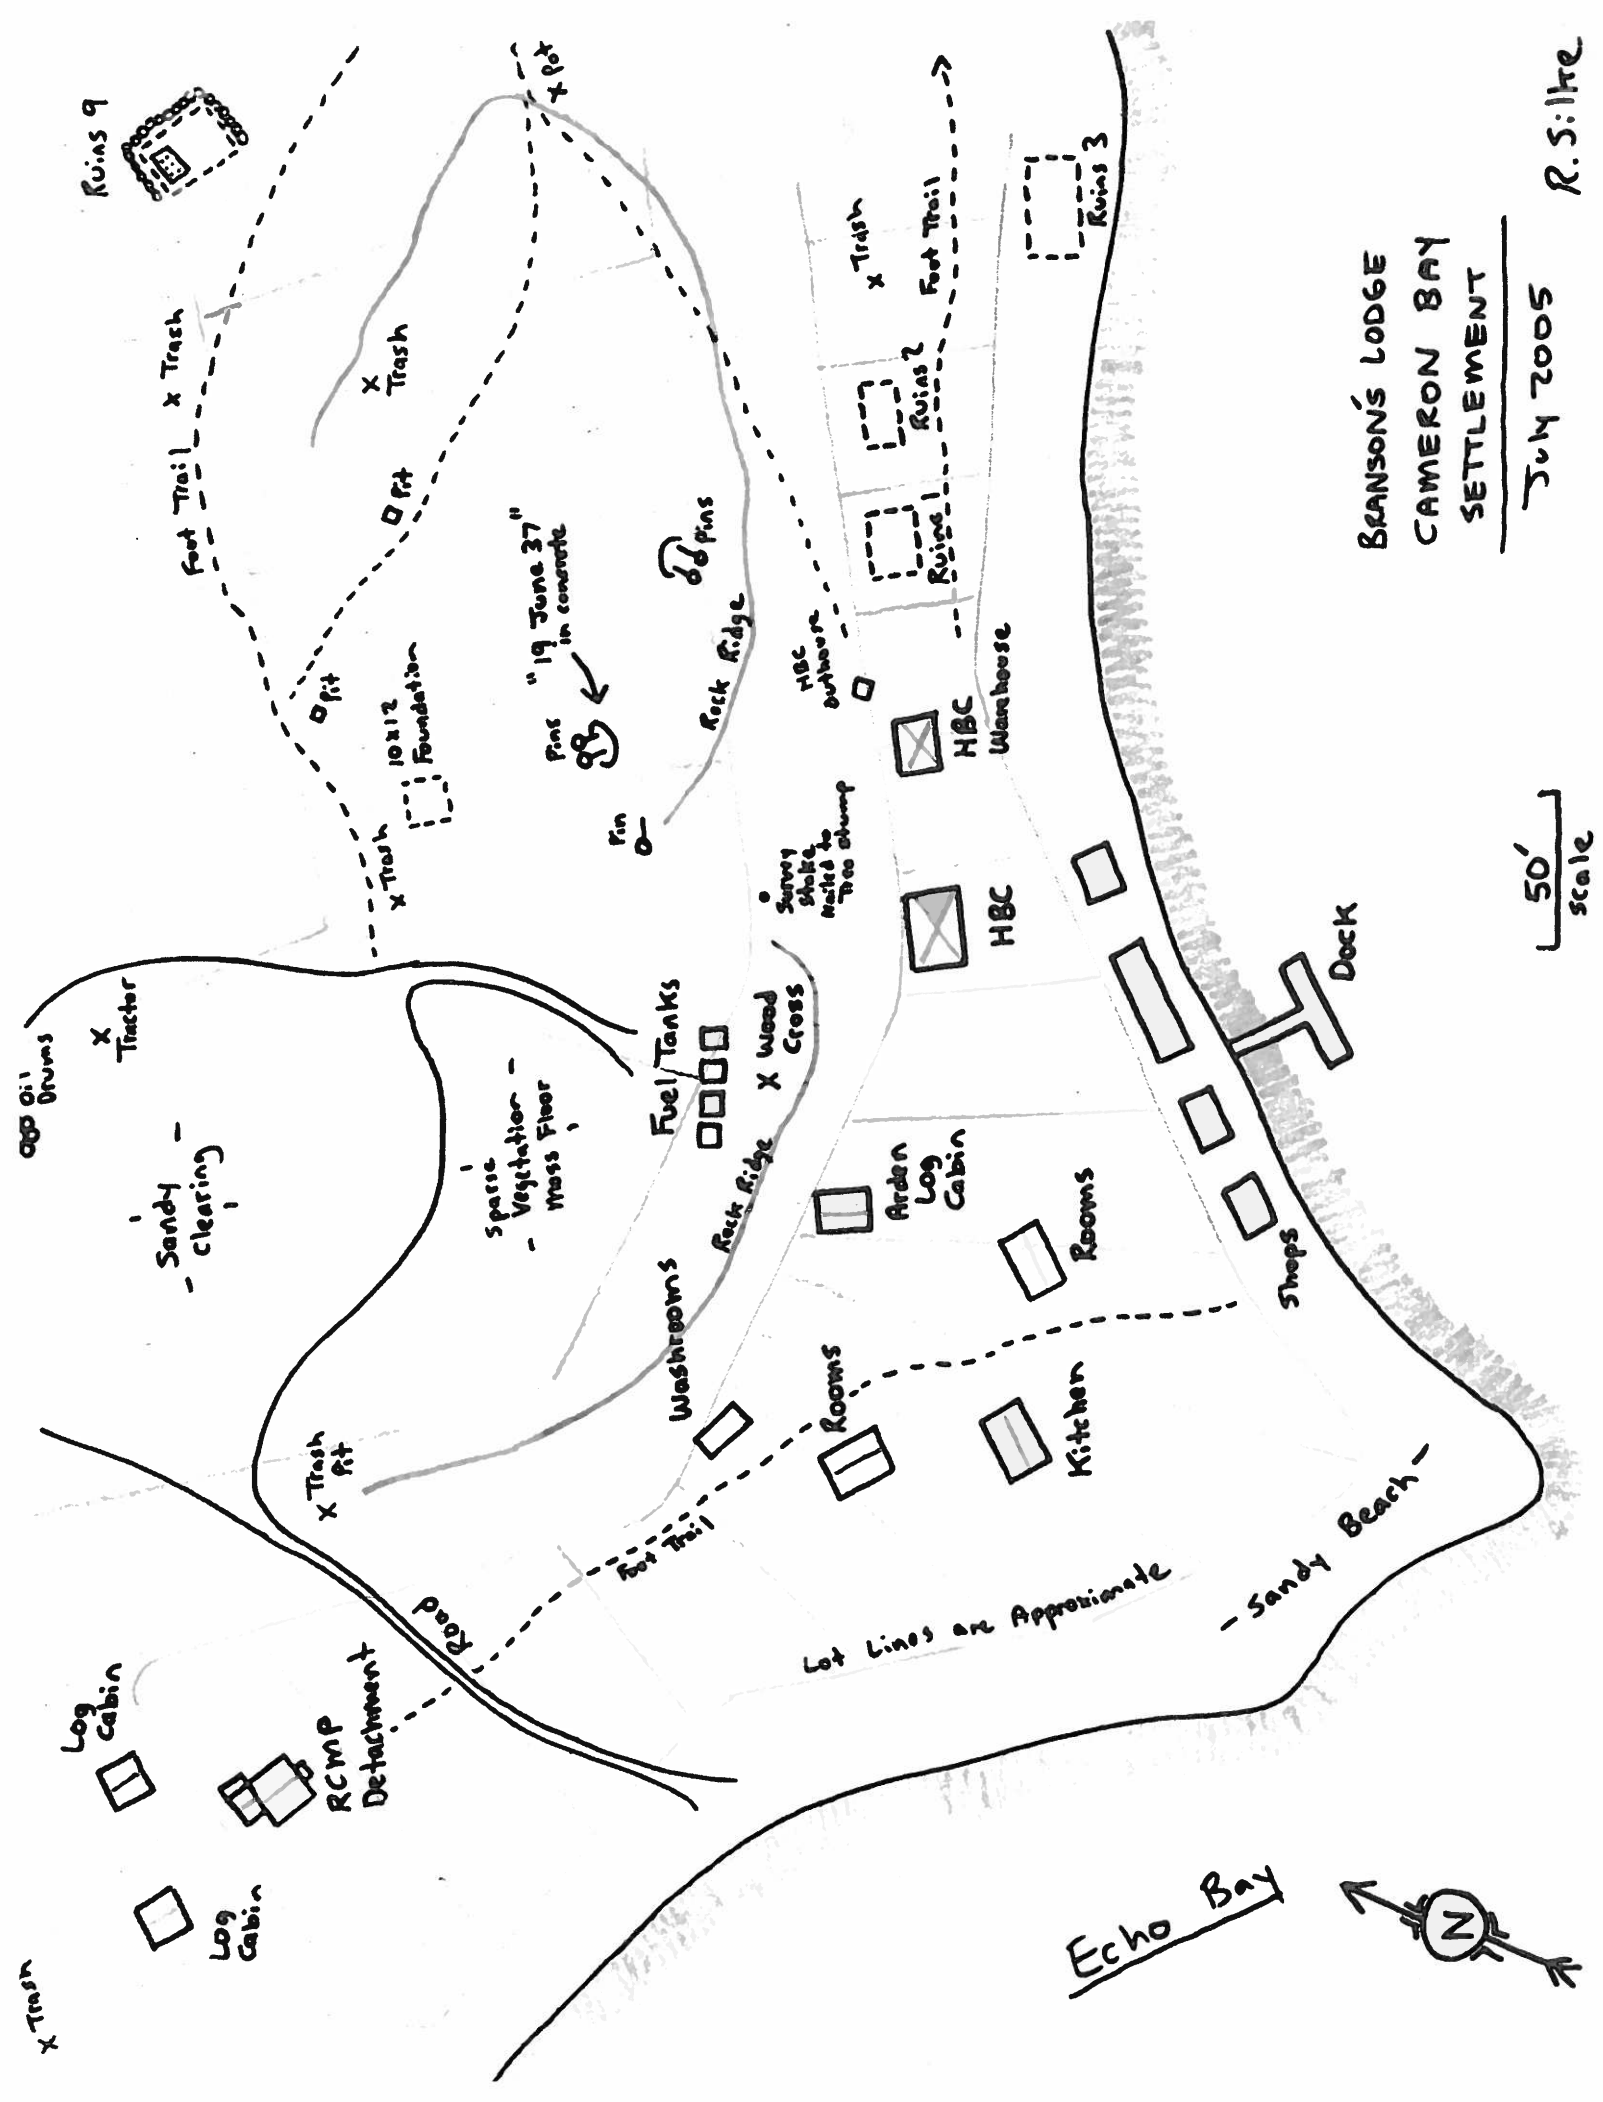 BRANSON'S LODGE
CAMERON BAY
SETTLEMENT
July 2005
R. Silke
50'
Scale
Echo Bay
N
x Trash
Log
Cabin
Log
Cabin
RCMP
Detachment
Road
Foot Trail
x Trash
Pit
Sandy
Clearing
Oil
Drums
x
Tractor
Sparse
Vegetation
Moss Floor
Washrooms
Rock Ridge
Fuel Tanks
x Wood
Cross
Rooms
Kitchen
Rooms
Arden
Log
Cabin
Shops
Dock
HBC
HBC
Warehouse
HBC
Outhouse
Survey
Stake
Nailed to
Tree Stump
Pin
Pins
"19 June 37"
in concrete
Pins
Rock Ridge
x Trash
10x12
Foundation
Pit
Pit
x
Trash
Foot Trail
x Trash
Ruins 9
x Pot
Ruins 1
Ruins 2
Ruins 3
x Trash
Foot Trail
Lot Lines are Approximate
- Sandy Beach -